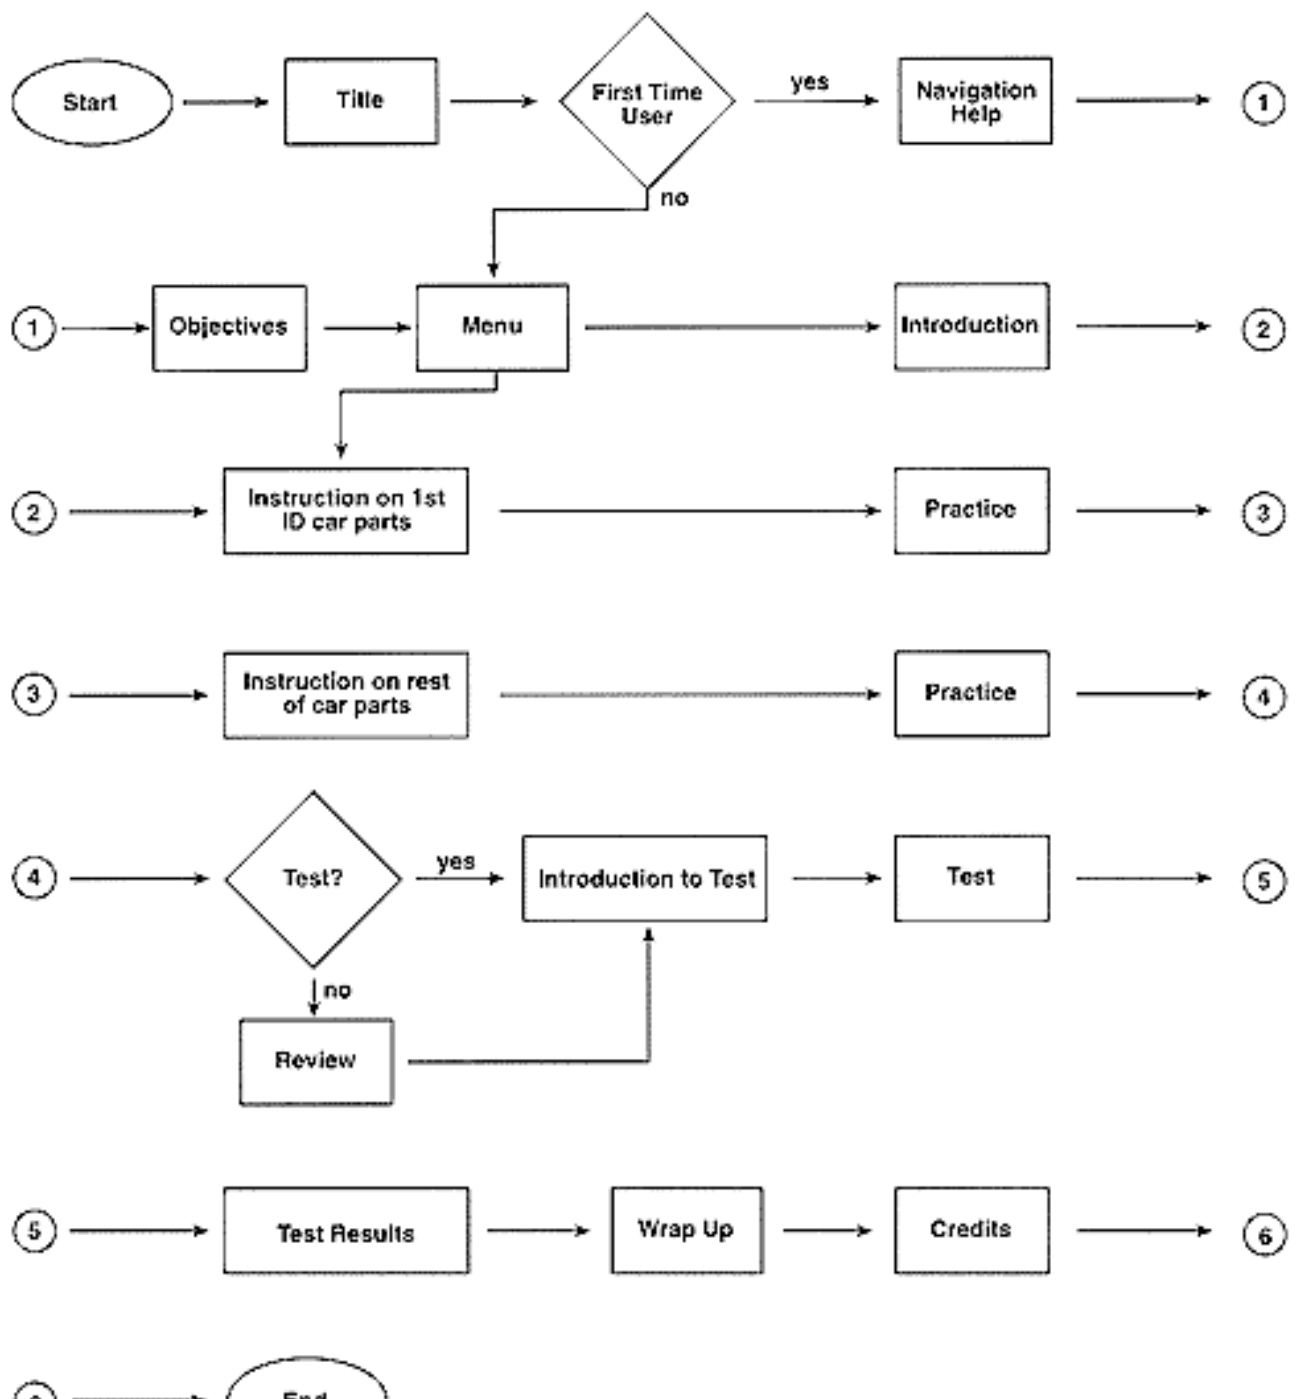 Start
Title
First Time
User
yes
Navigation
Help
1
no
1
Objectives
Menu
Introduction
2
2
Instruction on 1st
ID car parts
Practice
3
3
Instruction on rest
of car parts
Practice
4
4
Test?
yes
Introduction to Test
Test
5
no
Review
5
Test Results
Wrap Up
Credits
6
End